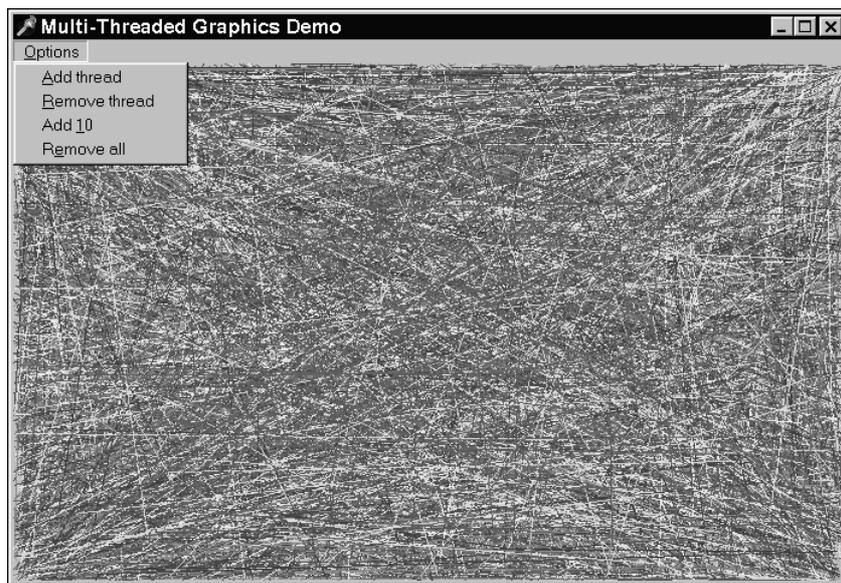 Multi-Threaded Graphics Demo
Options
Add thread
Remove thread
Add 10
Remove all